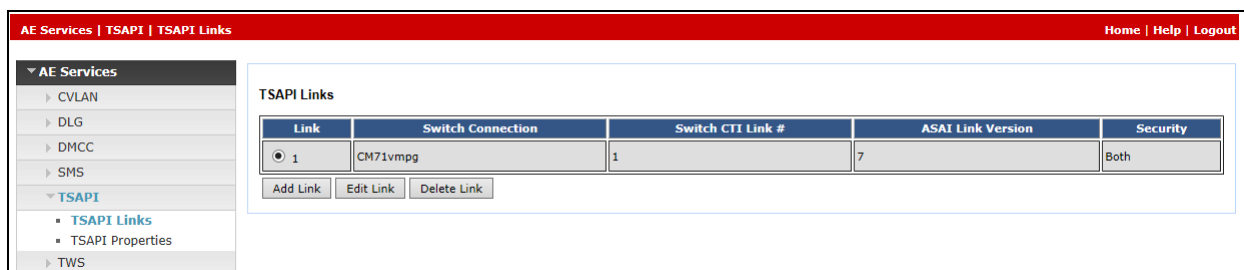 AE Services | TSAPI | TSAPI Links
Home | Help | Logout
AE Services
CVLAN
DLG
DMCC
SMS
TSAPI
TSAPI Links
TSAPI Properties
TWS
TSAPI Links
Link Switch Connection Switch CTI Link # ASAI Link Version Security
1 CM71vmpg 1 7 Both
Add Link Edit Link Delete Link